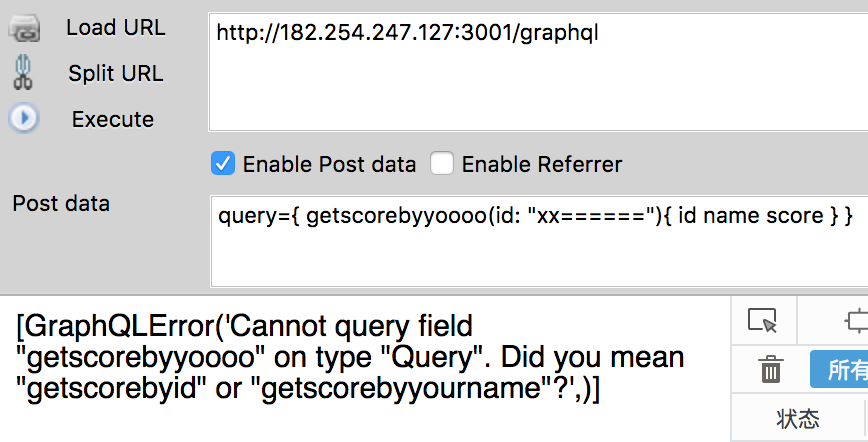 Load URL
http://182.254.247.127:3001/graphql
Split URL
Execute
Enable Post data
Enable Referrer
Post data
query={ getscorebyyoooo(id: "xx======"){ id name score } }
[GraphQLError('Cannot query field
"getscorebyyoooo" on type "Query". Did you mean
"getscorebyid" or "getscorebyyourname"?',)]
所有
状态